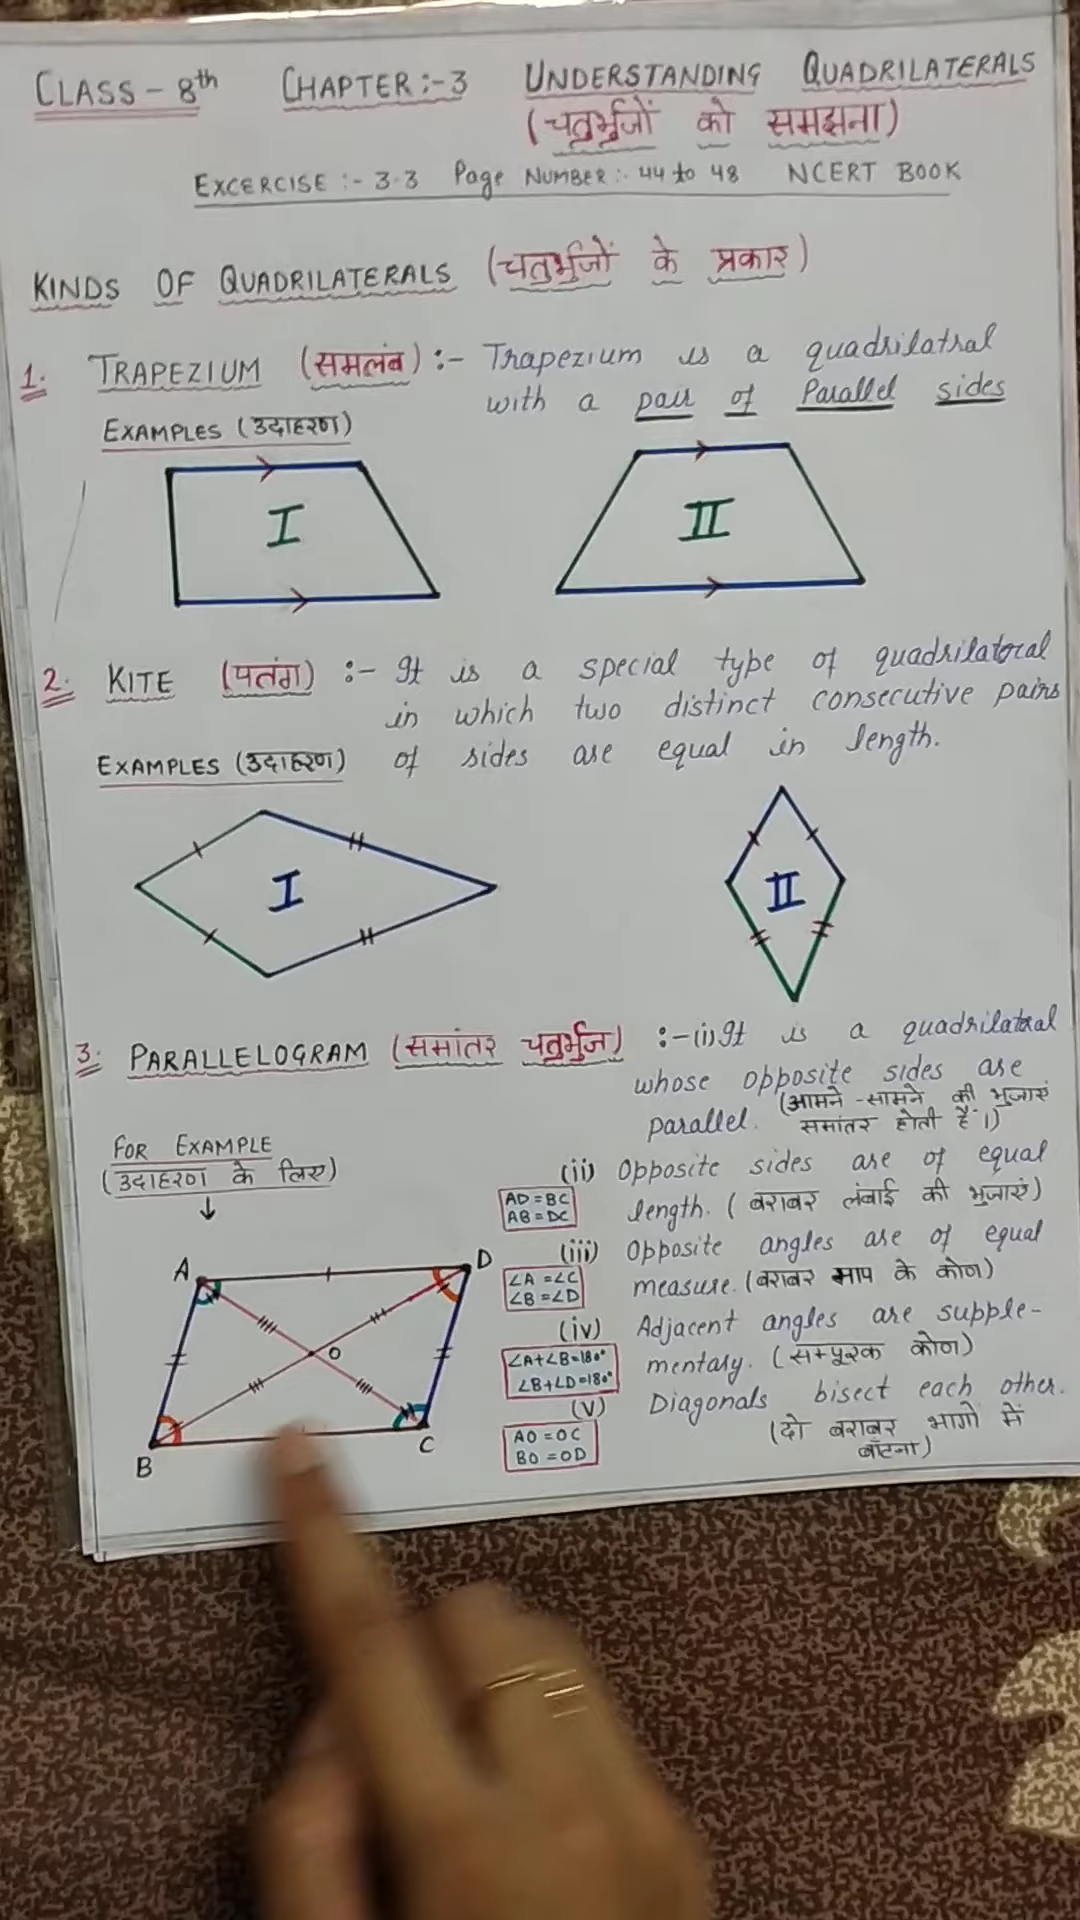 CLASS - 8th CHAPTER:-3 UNDERSTANDING QUADRILATERALS
(चतुर्भुजों को समझना)
EXCERCISE :- 3.3 Page NUMBER:- 44 to 48 NCERT BOOK
KINDS OF QUADRILATERALS (चतुर्भुजों के प्रकार)
1. TRAPEZIUM (समलंब) :- Trapezium is a quadrilatral
with a pair of Parallel sides
EXAMPLES (उदाहरण)
I
II
2. KITE (पतंग) :- It is a special type of quadrilateral
in which two distinct consecutive pairs
EXAMPLES (उदाहरण) of sides are equal in length.
I
II
3. PARALLELOGRAM (समांतर चतुर्भुज) :- (i) It is a quadrilateral
whose opposite sides are
parallel. (आमने -सामने की भुजाएं
समांतर होती हैं।)
FOR EXAMPLE
(उदाहरण के लिए)
↓
A
D
O
B
C
(ii) Opposite sides are of equal
AD = BC
AB = DC
length. (बराबर लंबाई की भुजाएं)
(iii) Opposite angles are of equal
∠A = ∠C
∠B = ∠D
measure. (बराबर माप के कोण)
(iv) Adjacent angles are supple-
∠A+∠B=180°
∠B+∠D=180°
mentary. (सम्पूरक कोण)
(v) Diagonals bisect each other.
AO = OC
BO = OD
(दो बराबर भागों में
बाँटना)